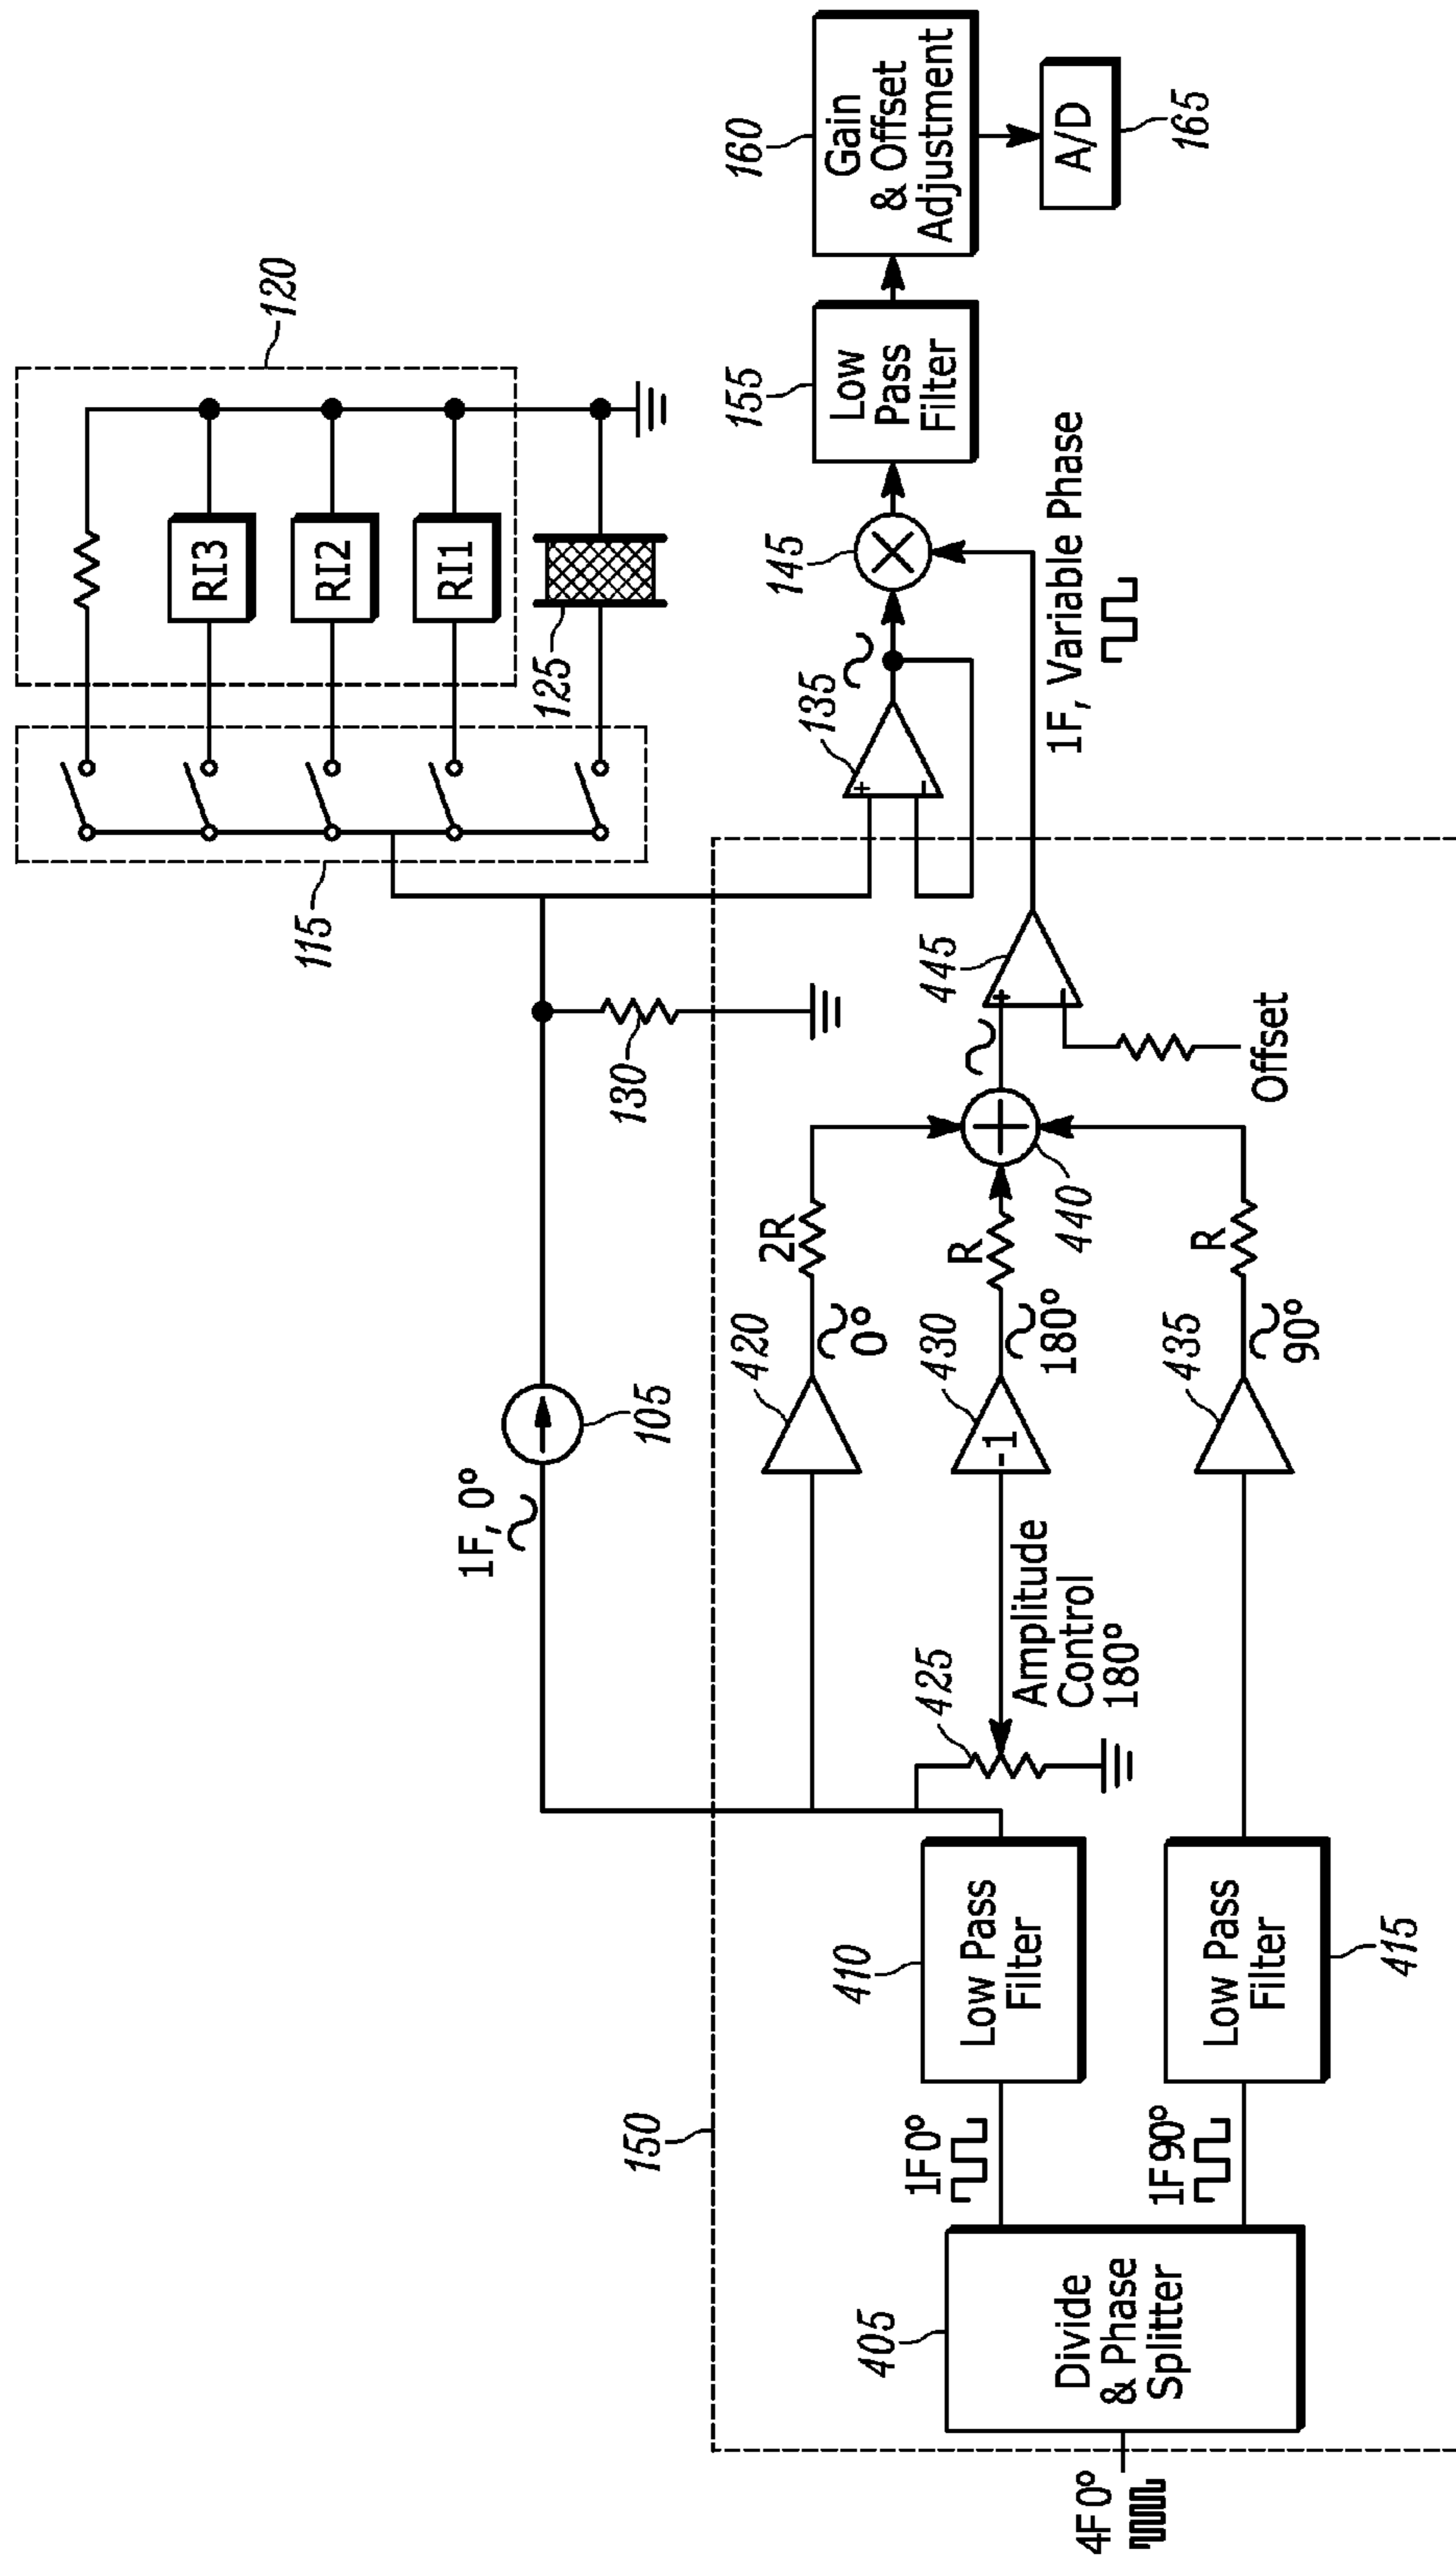 120
RI3
RI2
RI1
115
125
160
Gain
& Offset
Adjustment
A/D
165
155
Low
Pass
Filter
145
135
+
−
1F, Variable Phase
1F, 0°
105
130
150
4F 0°
405
Divide
& Phase
Splitter
1F 0°
1F 90°
410
Low Pass
Filter
415
Low Pass
Filter
425
Amplitude
Control
180°
420
0°
2R
430
-1
180°
R
435
90°
R
440
445
+
−
Offset